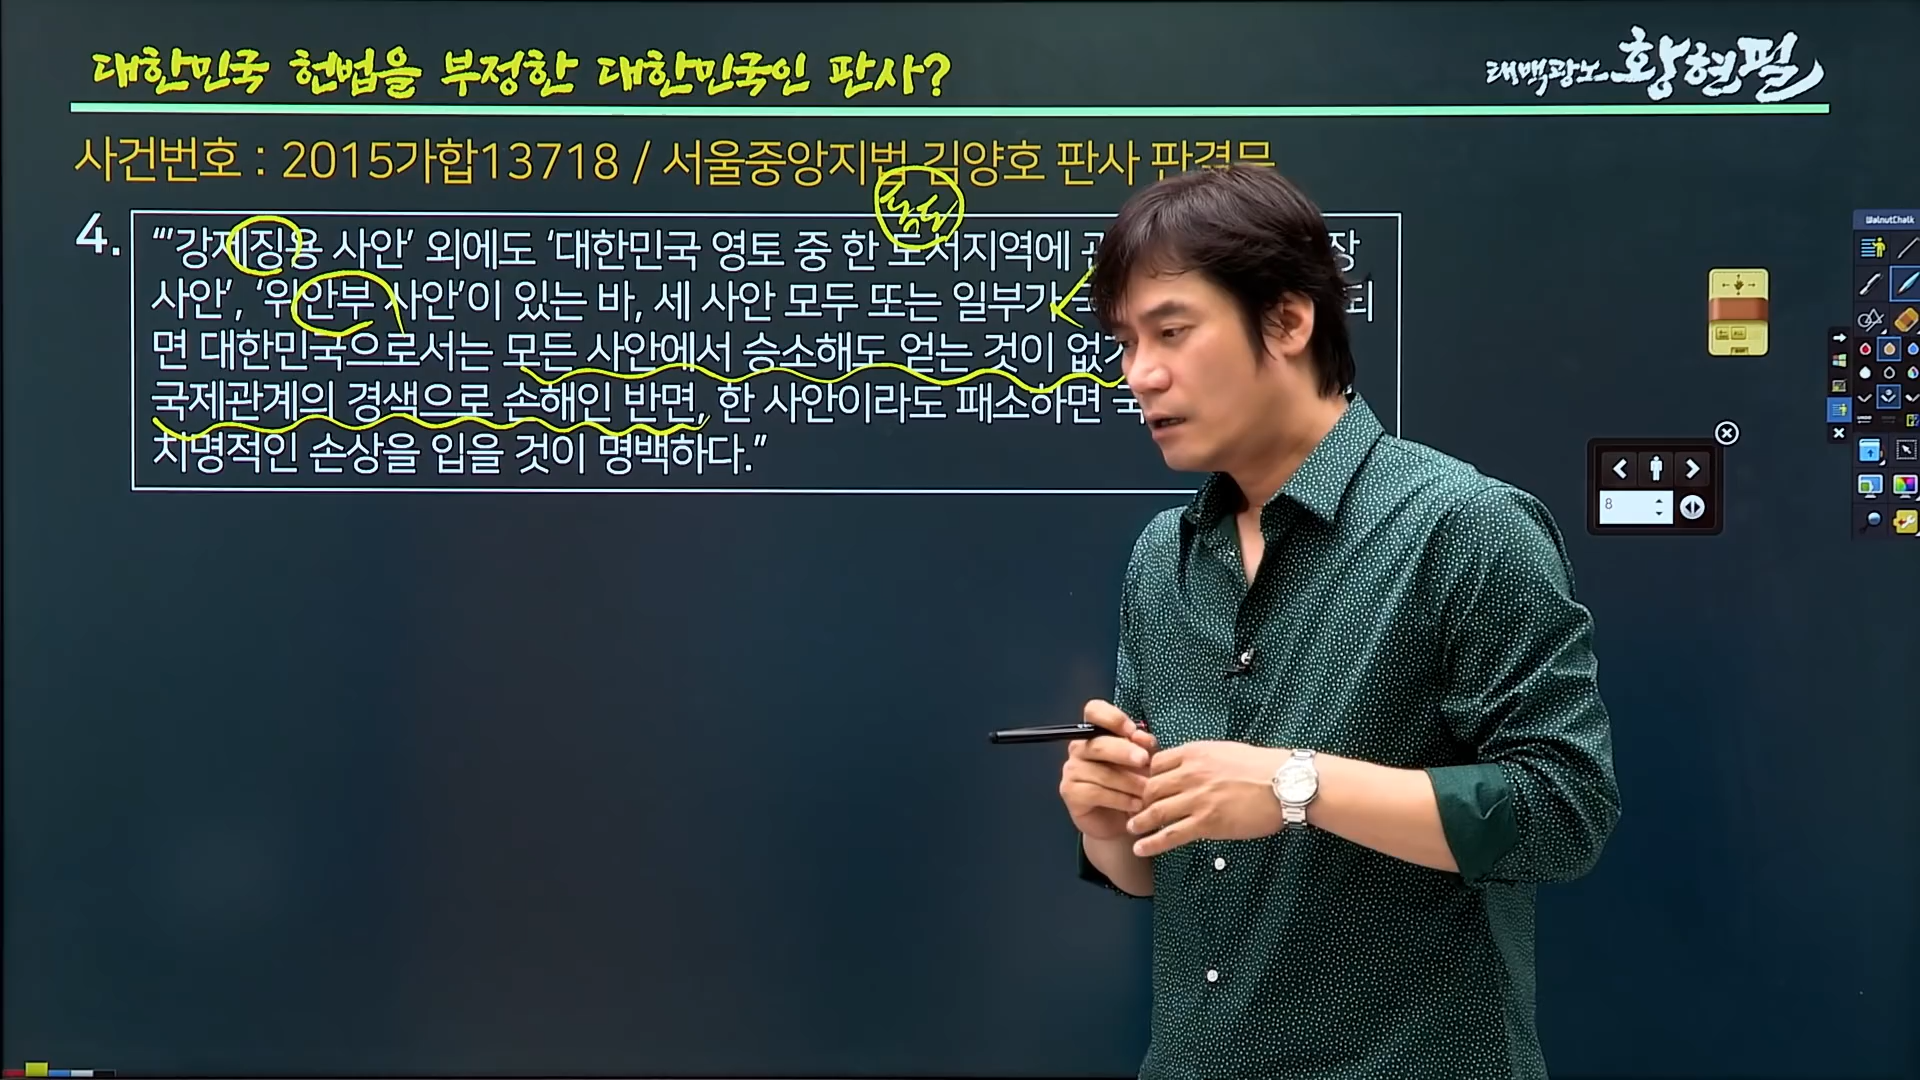 대한민국 헌법을 부정한 대한민국인 판사?
태백광노 황현필
사건번호 : 2015가합13718 / 서울중앙지법 김양호 판사 판결문
4. “‘강제징용 사안’ 외에도 ‘대한민국 영토 중 한 도서지역에 장
사안’, ‘위안부 사안’이 있는 바, 세 사안 모두 또는 일부가 되
면 대한민국으로서는 모든 사안에서 승소해도 얻는 것이 없
국제관계의 경색으로 손해인 반면, 한 사안이라도 패소하면
치명적인 손상을 입을 것이 명백하다.”
WalnutChalk
8